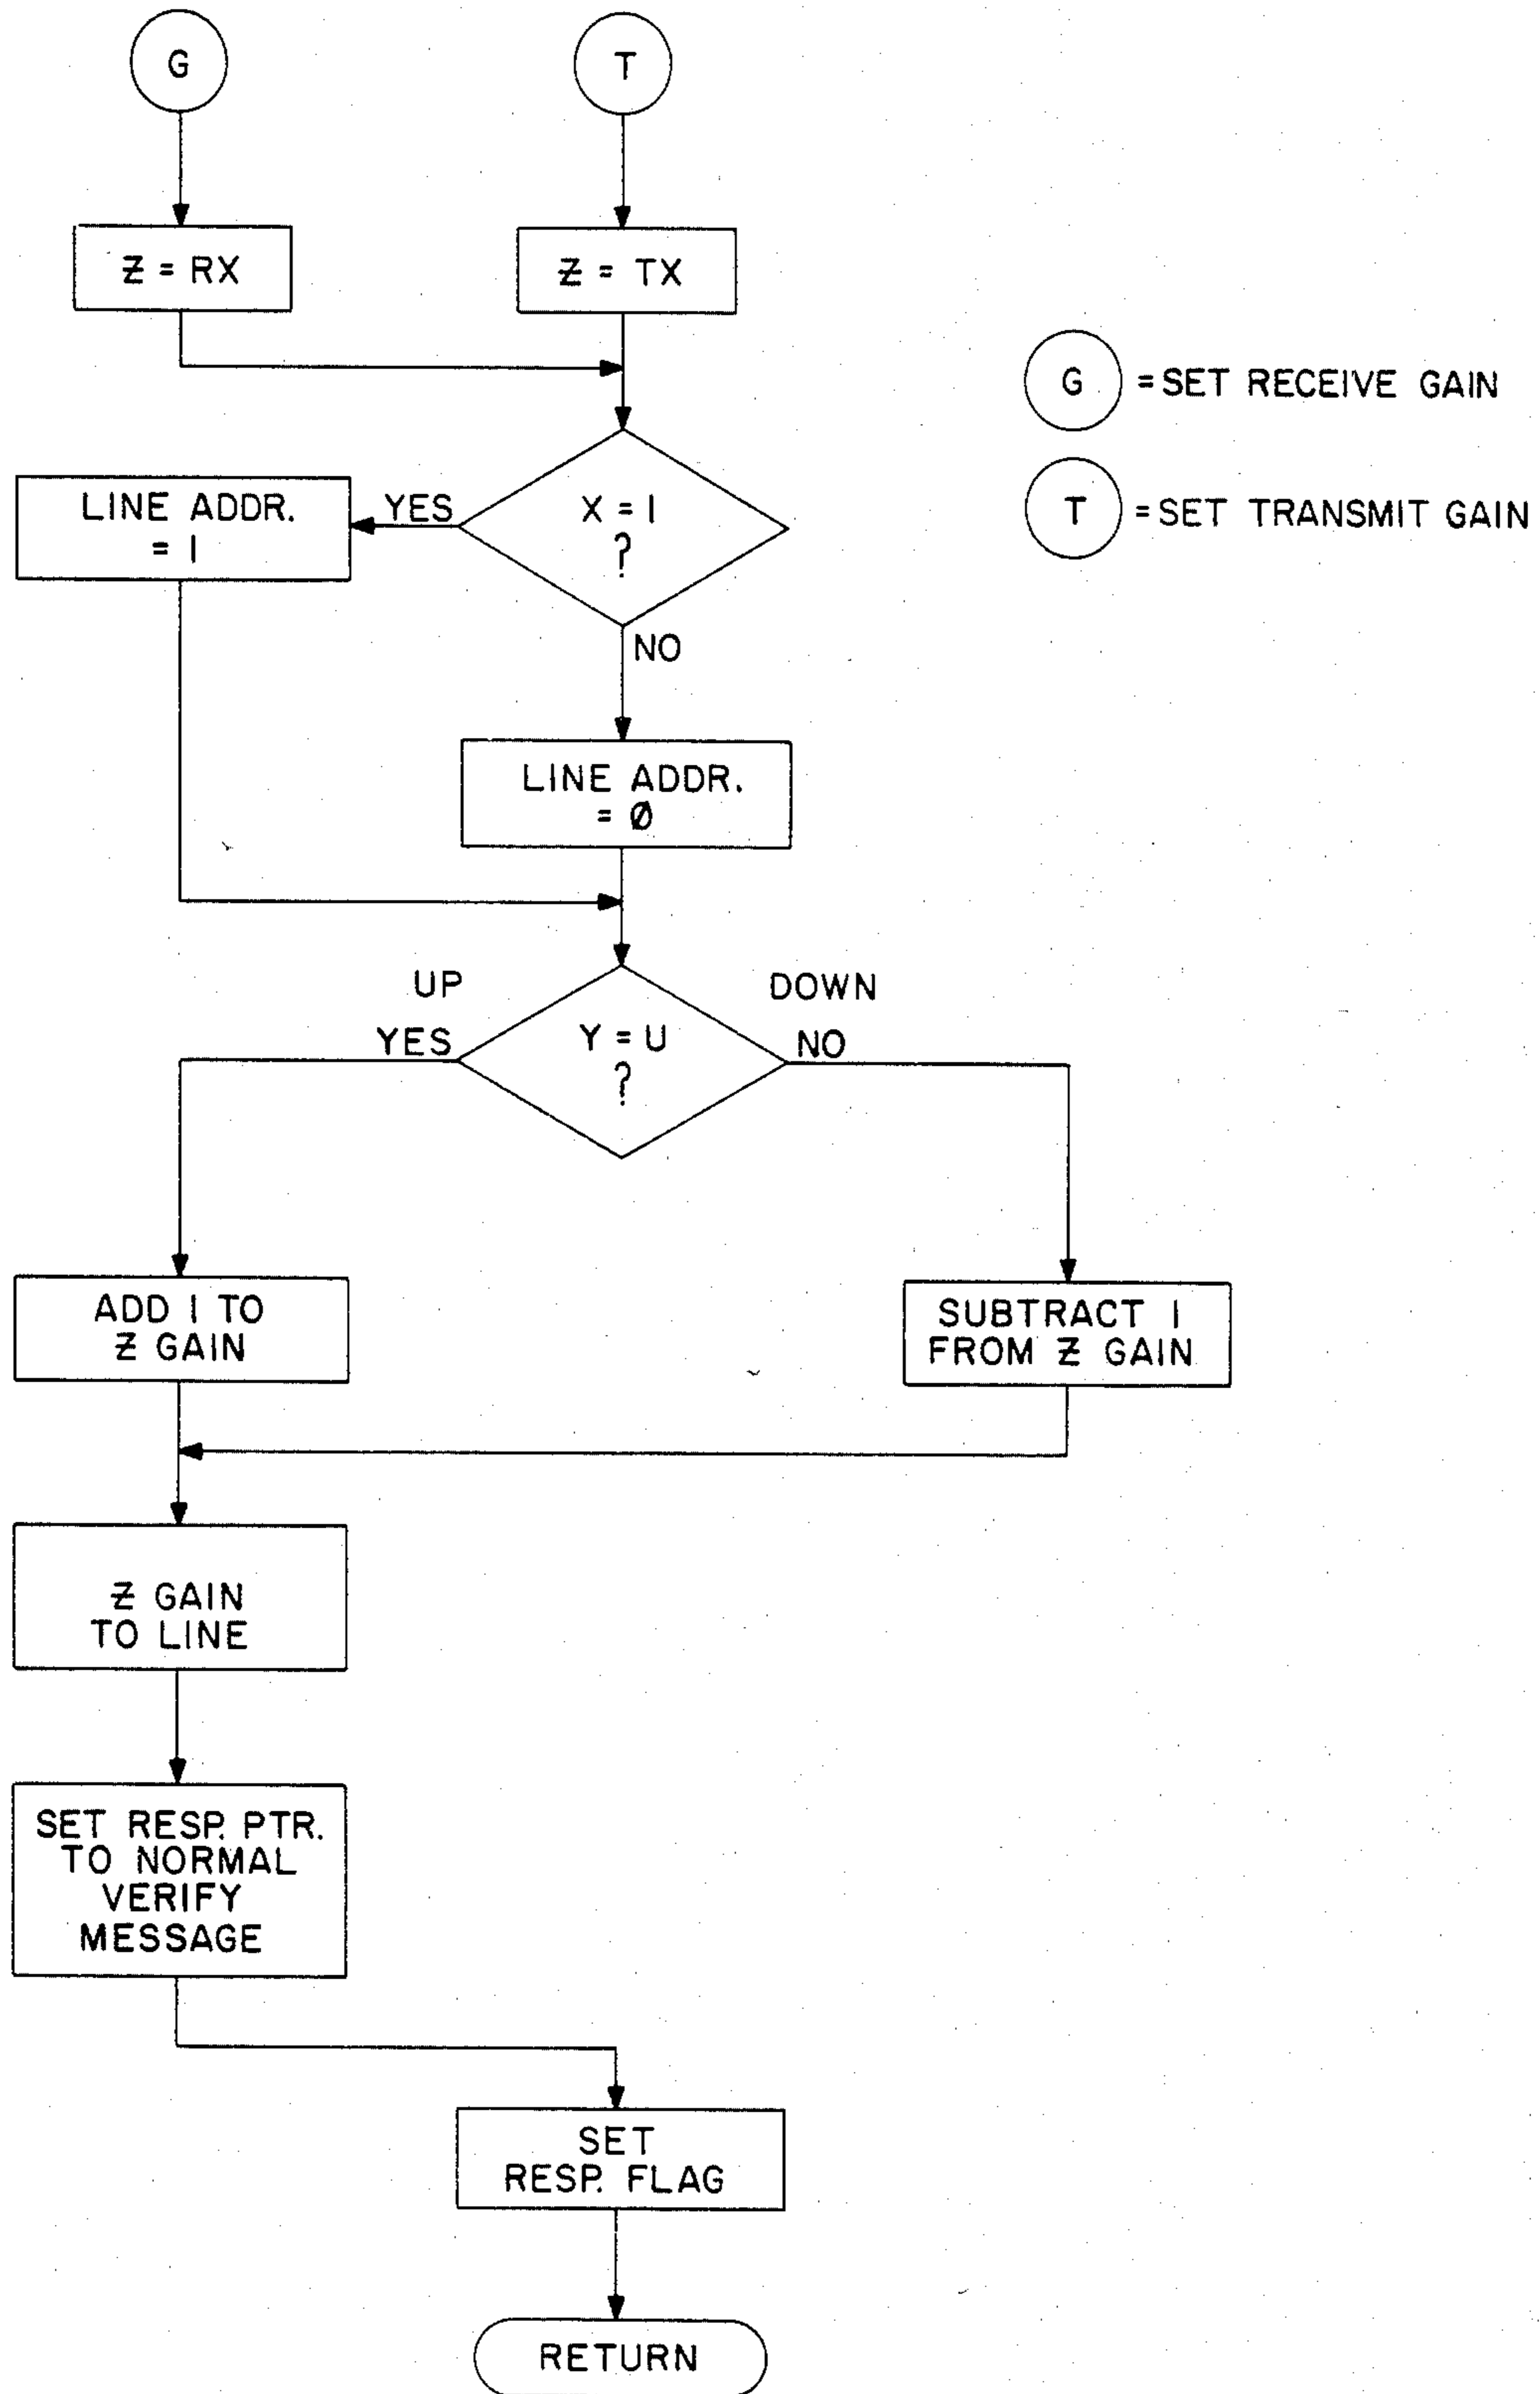 G
T
Z = RX
Z = TX
G = SET RECEIVE GAIN
T = SET TRANSMIT GAIN
X = 1
?
YES
LINE ADDR.
= 1
NO
LINE ADDR.
= Ø
UP
DOWN
Y = U
?
YES
NO
ADD 1 TO
Z GAIN
SUBTRACT 1
FROM Z GAIN
Z GAIN
TO LINE
SET RESP. PTR.
TO NORMAL
VERIFY
MESSAGE
SET
RESP. FLAG
RETURN